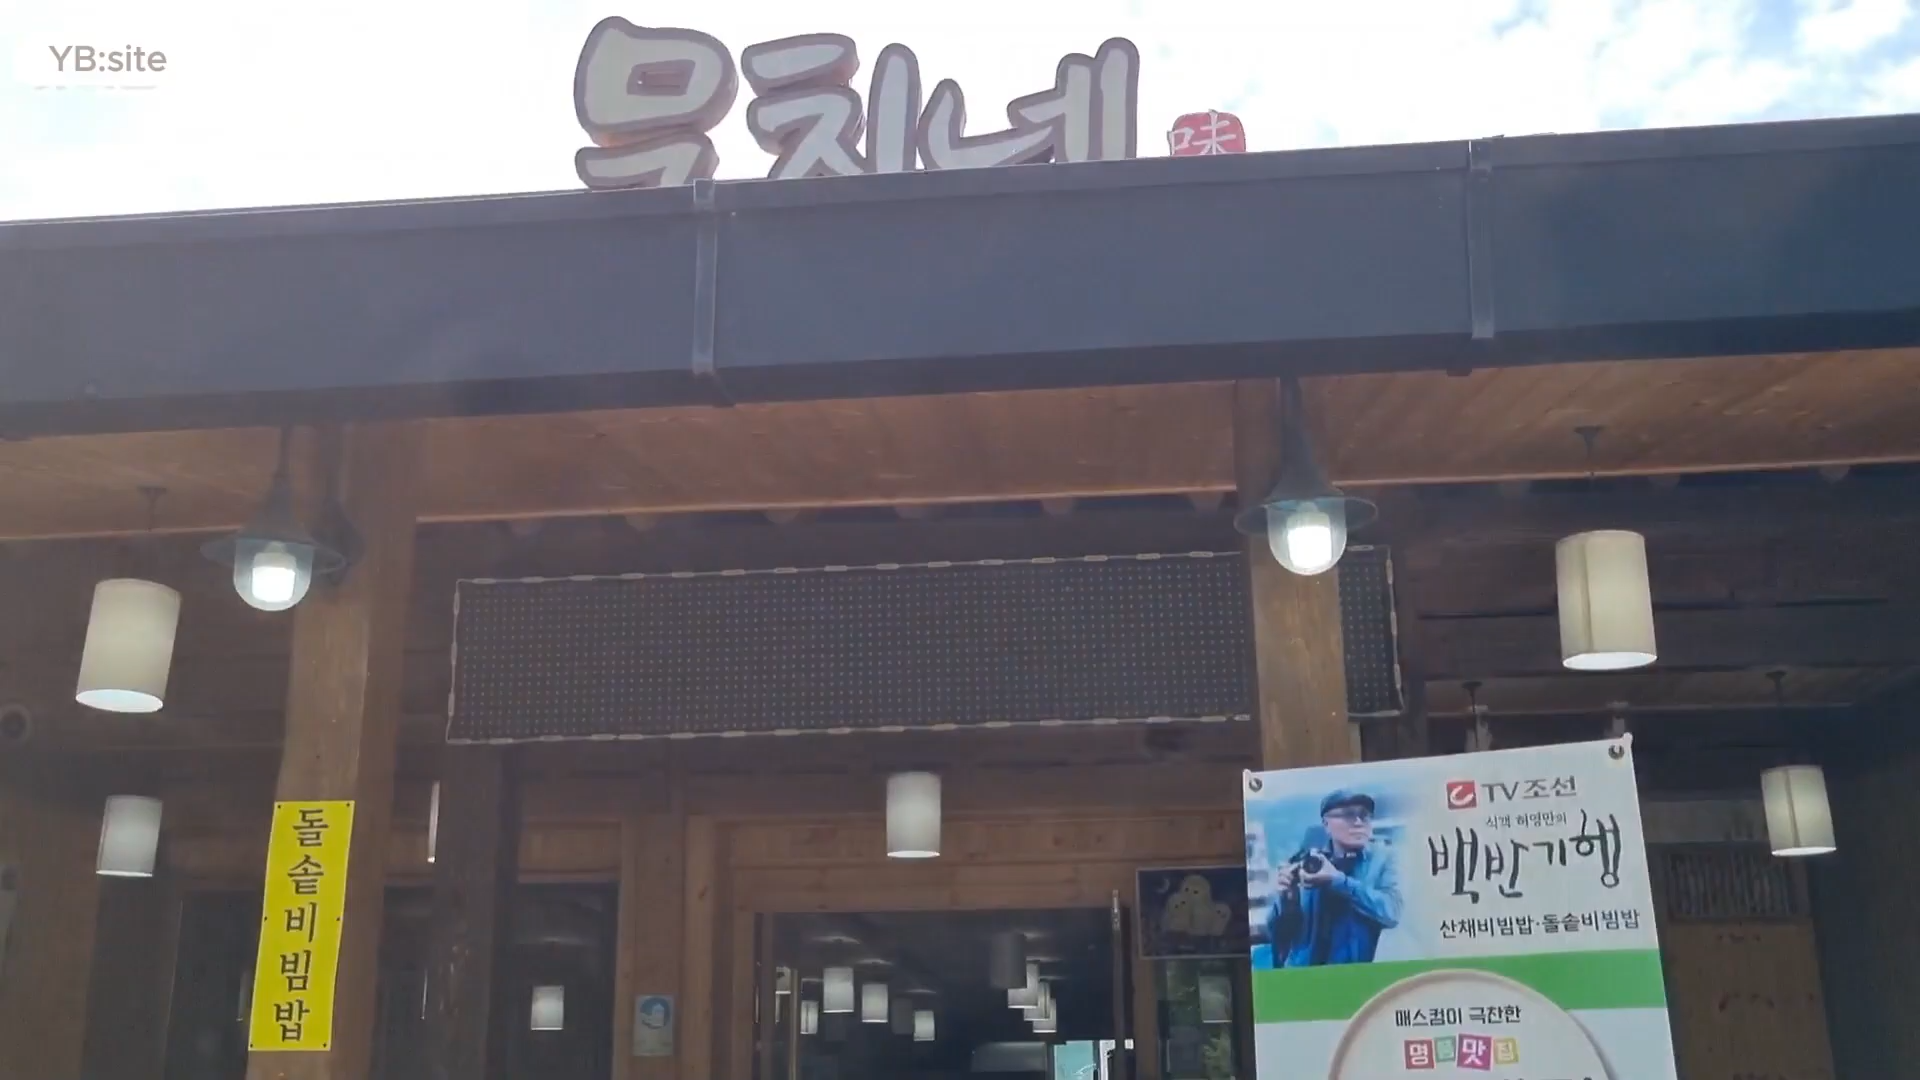 YB:site
무진네
味
돌솥비빔밥
TV조선
식객 허영만의
백반기행
산채비빔밥·돌솥비빔밥
매스컴이 극찬한
명품맛집